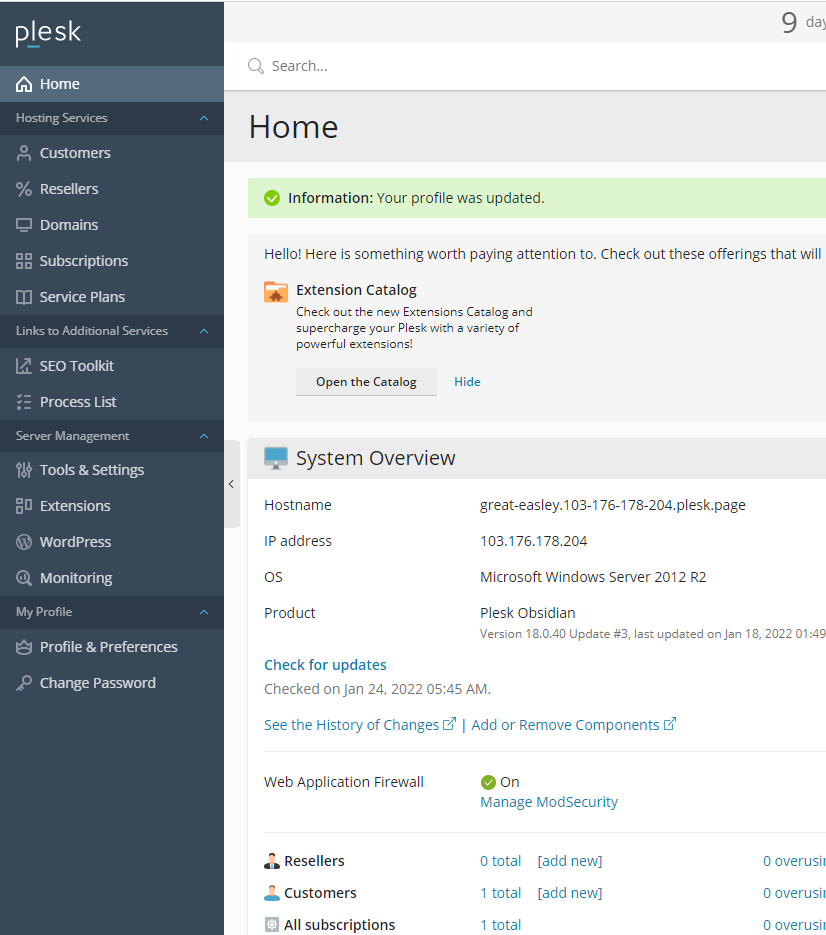 plesk
Home
Hosting Services
Customers
Resellers
Domains
Subscriptions
Service Plans
Links to Additional Services
SEO Toolkit
Process List
Server Management
Tools & Settings
Extensions
WordPress
Monitoring
My Profile
Profile & Preferences
Change Password
9 day
Search...
Home
Information: Your profile was updated.
Hello! Here is something worth paying attention to. Check out these offerings that will
Extension Catalog
Check out the new Extensions Catalog and
supercharge your Plesk with a variety of
powerful extensions!
Open the Catalog Hide
System Overview
Hostname great-easley.103-176-178-204.plesk.page
IP address 103.176.178.204
OS Microsoft Windows Server 2012 R2
Product Plesk Obsidian
Version 18.0.40 Update #3, last updated on Jan 18, 2022 01:49
Check for updates
Checked on Jan 24, 2022 05:45 AM.
See the History of Changes | Add or Remove Components
Web Application Firewall On
Manage ModSecurity
Resellers 0 total [add new] 0 overusin
Customers 1 total [add new] 0 overusin
All subscriptions 1 total 0 overusin